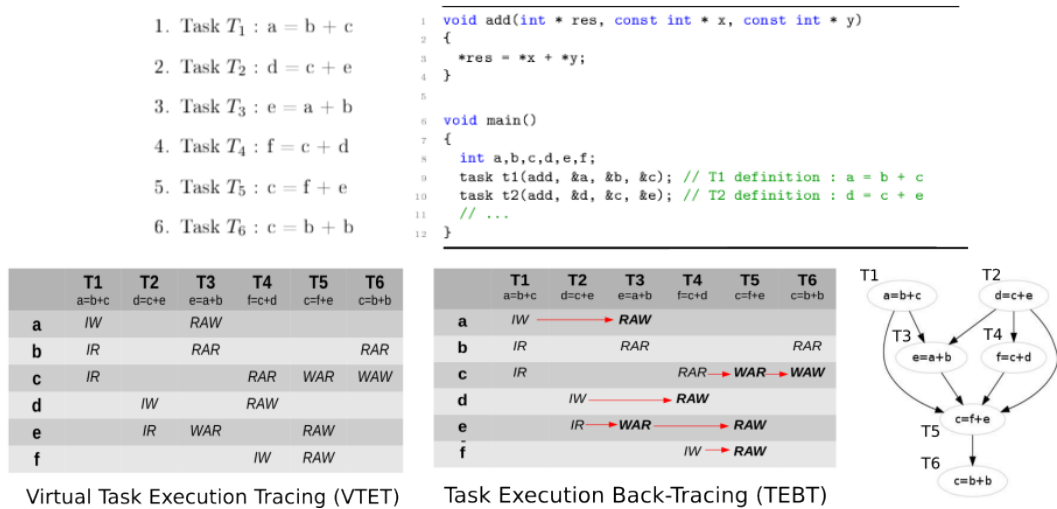 1. Task T₁ : a = b + c
2. Task T₂ : d = c + e
3. Task T₃ : e = a + b
4. Task T₄ : f = c + d
5. Task T₅ : c = f + e
6. Task T₆ : c = b + b
1 void add(int * res, const int * x, const int * y)
2 {
3 *res = *x + *y;
4 }
5
6 void main()
7 {
8 int a,b,c,d,e,f;
9 task t1(add, &a, &b, &c); // T1 definition : a = b + c
10 task t2(add, &d, &c, &e); // T2 definition : d = c + e
11 // ...
12 }
T1 T2 T3 T4 T5 T6
a=b+c d=c+e e=a+b f=c+d c=f+e c=b+b
a IW RAW
b IR RAR RAR
c IR RAR WAR WAW
d IW RAW
e IR WAR RAW
f IW RAW
Virtual Task Execution Tracing (VTET)
T1 T2 T3 T4 T5 T6
a=b+c d=c+e e=a+b f=c+d c=f+e c=b+b
a IW RAW
b IR RAR RAR
c IR RAR WAR WAW
d IW RAW
e IR WAR RAW
f IW RAW
Task Execution Back-Tracing (TEBT)
T1 T2
a=b+c d=c+e
T3 T4
e=a+b f=c+d
c=f+e
T5
T6
c=b+b